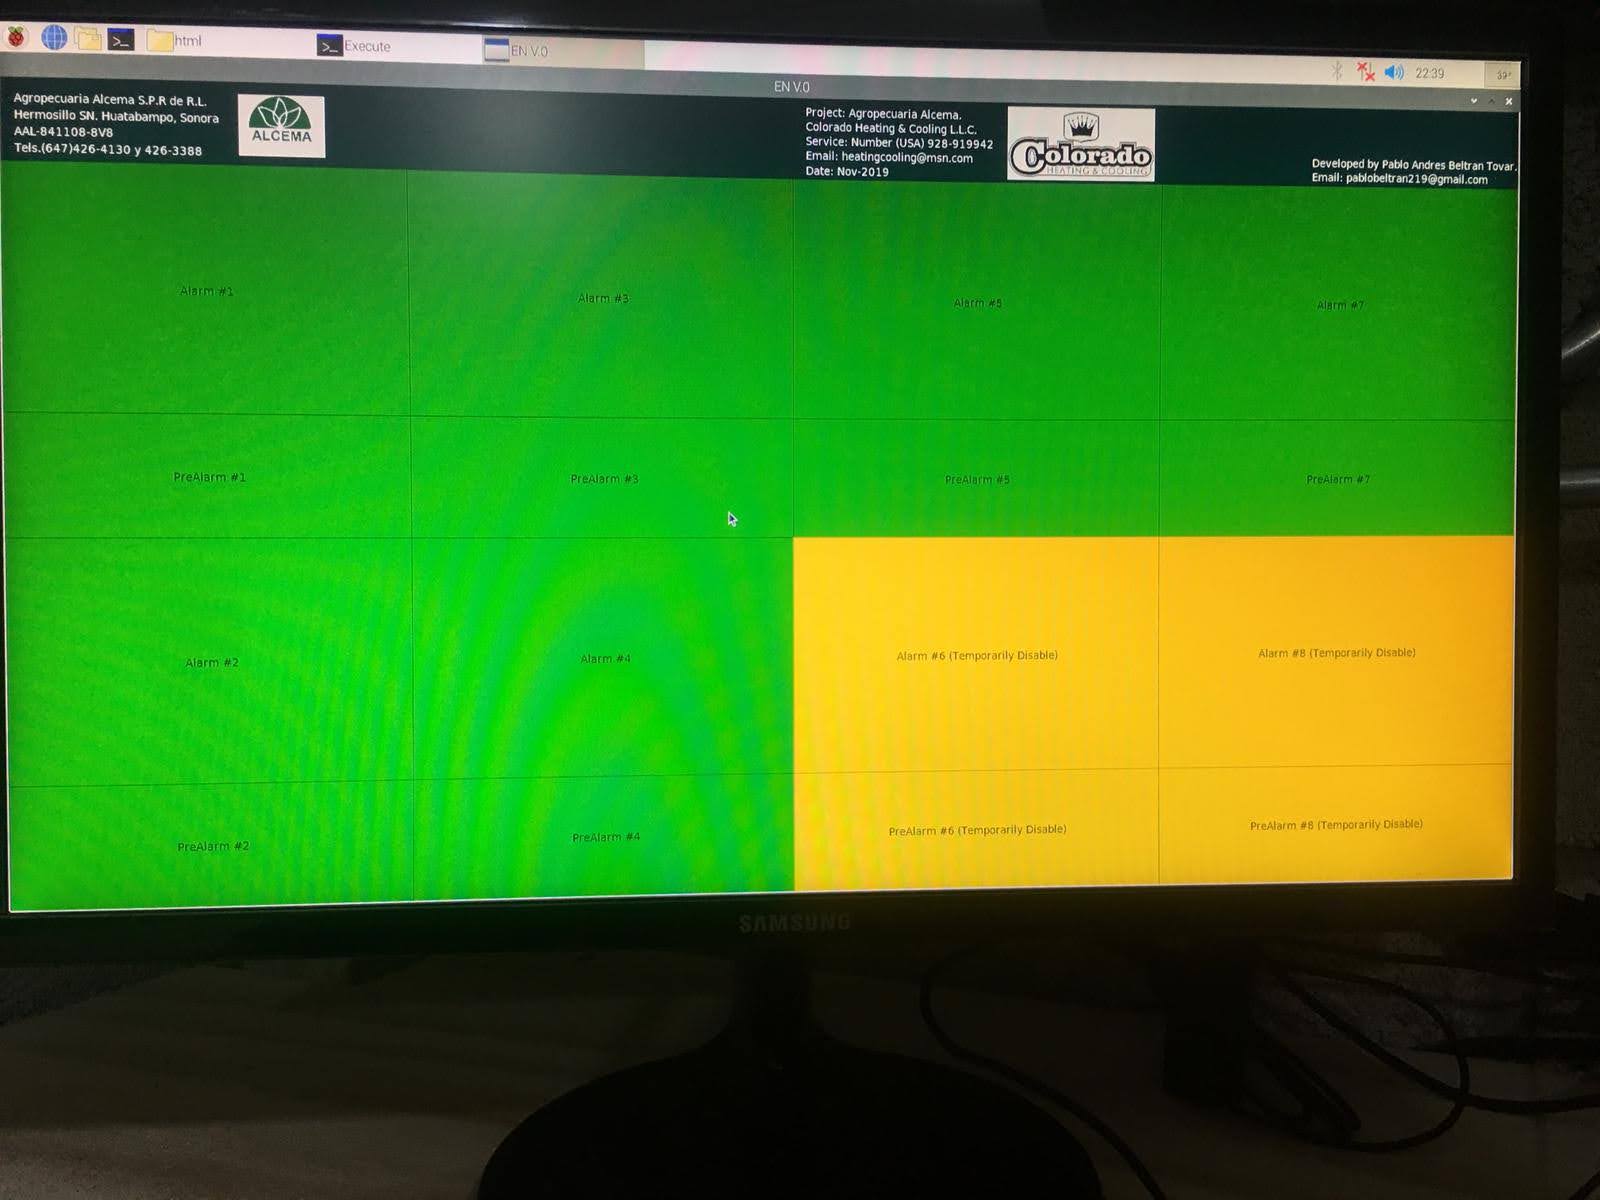 html
Execute
EN V.0
22:39
39°
EN V.0
Agropecuaria Alcema S.P.R de R.L.
Hermosillo SN. Huatabampo, Sonora
AAL-841108-8V8
Tels.(647)426-4130 y 426-3388
ALCEMA
Project: Agropecuaria Alcema.
Colorado Heating & Cooling L.L.C.
Service: Number (USA) 928-919942
Email: heatingcooling@msn.com
Date: Nov-2019
Colorado
HEATING & COOLING
Developed by Pablo Andres Beltran Tovar.
Email: pablobeltran219@gmail.com
Alarm #1
Alarm #3
Alarm #5
Alarm #7
PreAlarm #1
PreAlarm #3
PreAlarm #5
PreAlarm #7
Alarm #2
Alarm #4
Alarm #6 (Temporarily Disable)
Alarm #8 (Temporarily Disable)
PreAlarm #2
PreAlarm #4
PreAlarm #6 (Temporarily Disable)
PreAlarm #8 (Temporarily Disable)
SAMSUNG